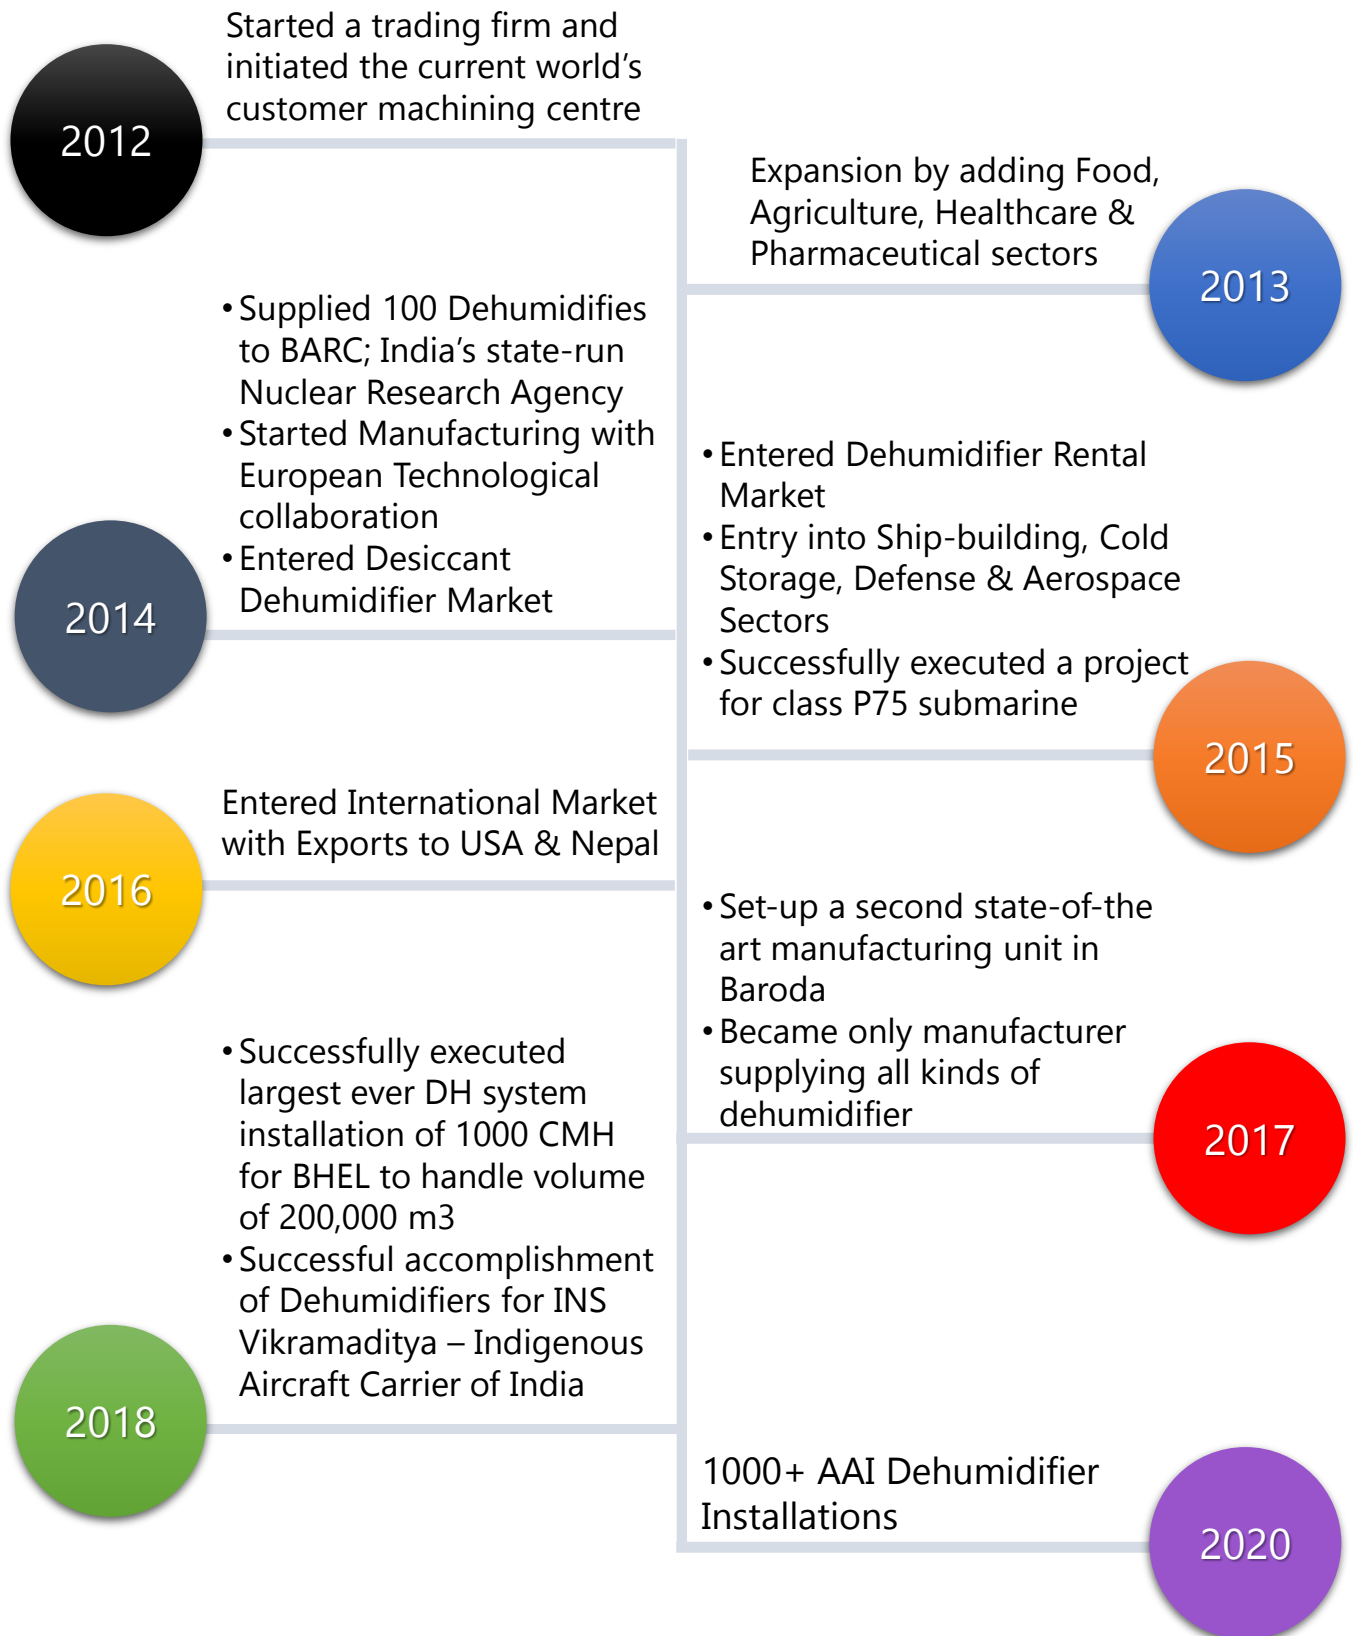 Started a trading firm and
initiated the current world's
customer machining centre
2012
Expansion by adding Food,
Agriculture, Healthcare &
Pharmaceutical sectors
2013
• Supplied 100 Dehumidifies
to BARC; India's state-run
Nuclear Research Agency
• Started Manufacturing with
European Technological
collaboration
• Entered Desiccant
Dehumidifier Market
2014
• Entered Dehumidifier Rental
Market
• Entry into Ship-building, Cold
Storage, Defense & Aerospace
Sectors
• Successfully executed a project
for class P75 submarine
2015
Entered International Market
with Exports to USA & Nepal
2016
• Set-up a second state-of-the
art manufacturing unit in
Baroda
• Became only manufacturer
supplying all kinds of
dehumidifier
2017
• Successfully executed
largest ever DH system
installation of 1000 CMH
for BHEL to handle volume
of 200,000 m3
• Successful accomplishment
of Dehumidifiers for INS
Vikramaditya – Indigenous
Aircraft Carrier of India
2018
1000+ AAI Dehumidifier
Installations
2020